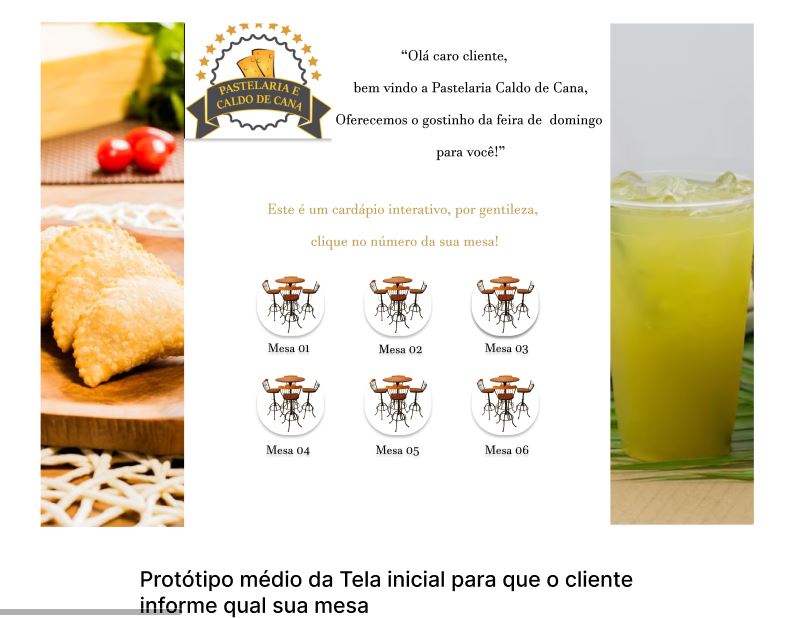 PASTELARIA E
CALDO DE CANA
“Olá caro cliente,
bem vindo a Pastelaria Caldo de Cana,
Oferecemos o gostinho da feira de domingo
para você!”
Este é um cardápio interativo, por gentileza,
clique no número da sua mesa!
Mesa 01
Mesa 02
Mesa 03
Mesa 04
Mesa 05
Mesa 06
Protótipo médio da Tela inicial para que o cliente
informe qual sua mesa